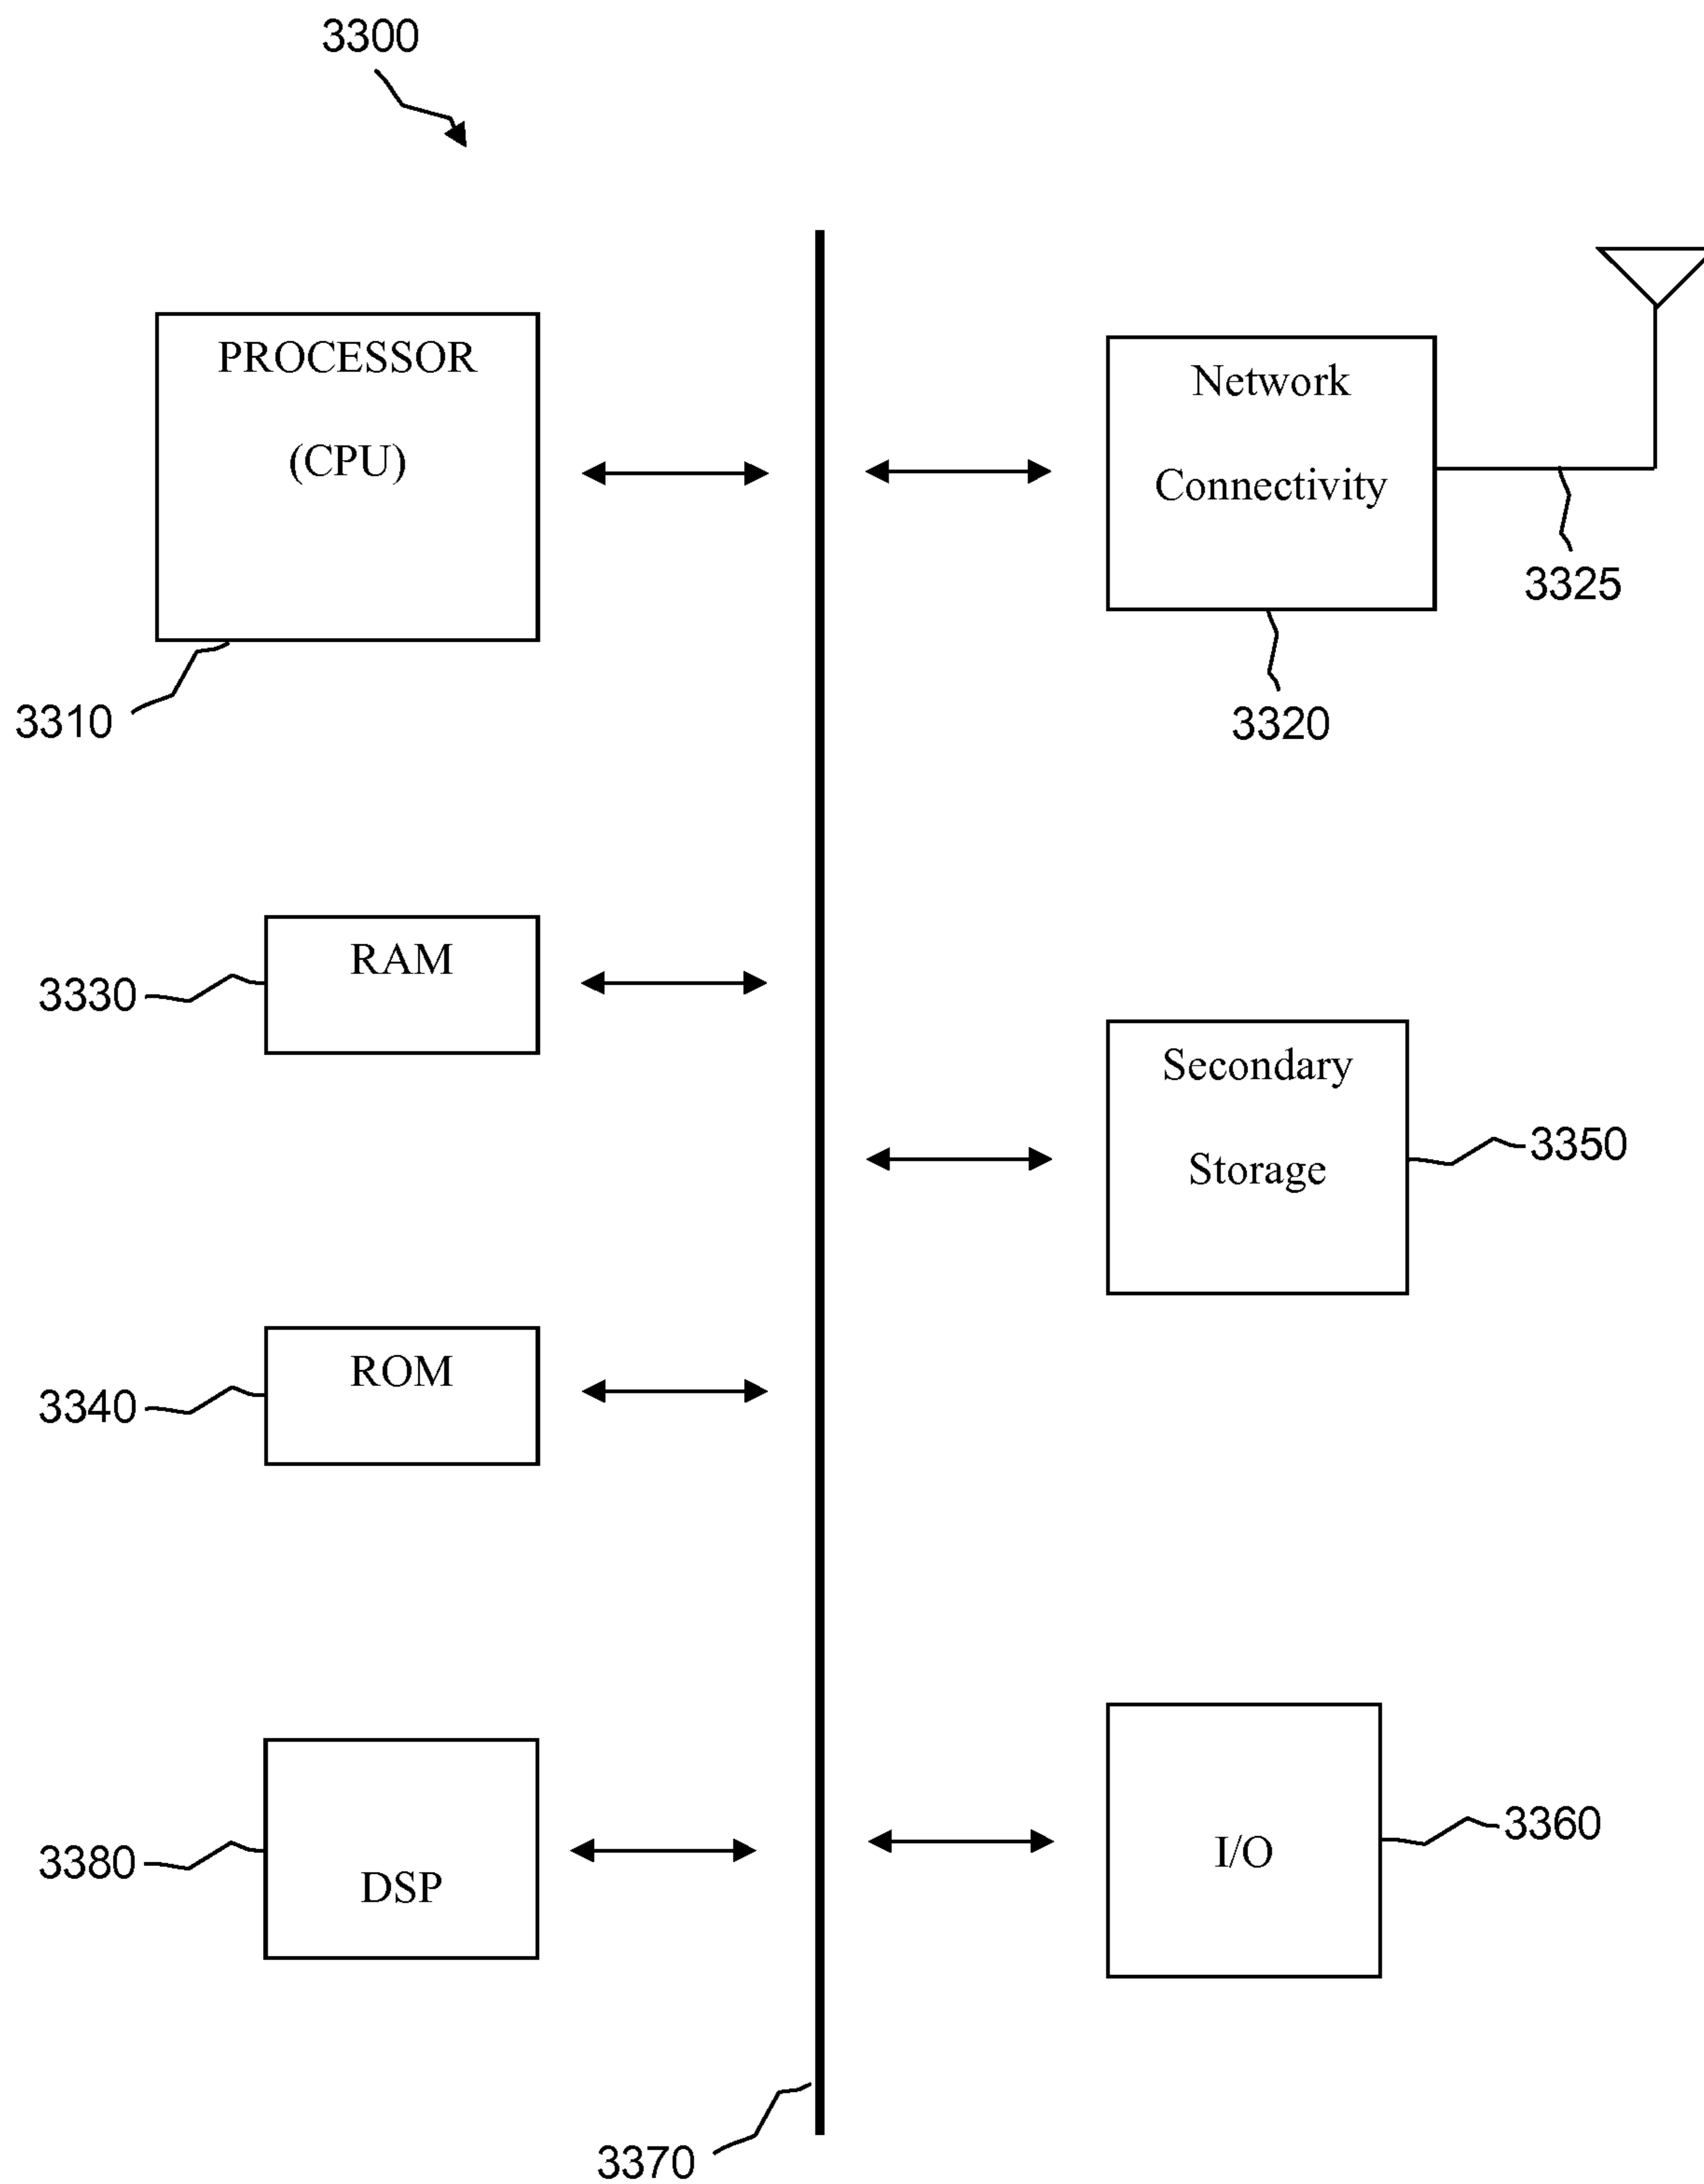 3300
PROCESSOR
(CPU)
3310
Network
Connectivity
3325
3320
RAM
3330
Secondary
Storage
3350
ROM
3340
DSP
3380
I/O
3360
3370